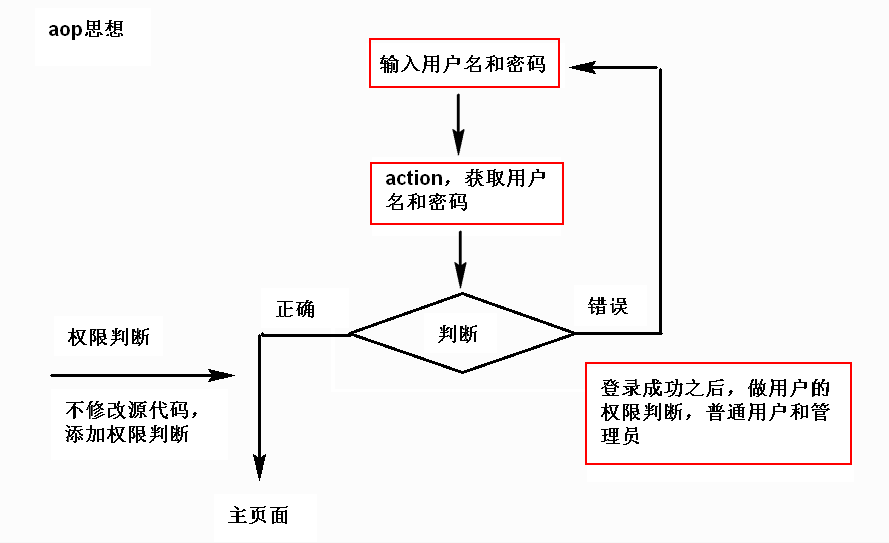 aop思想
输入用户名和密码
action，获取用户
名和密码
正确
错误
判断
权限判断
不修改源代码，
添加权限判断
登录成功之后，做用户的
权限判断，普通用户和管
理员
主页面